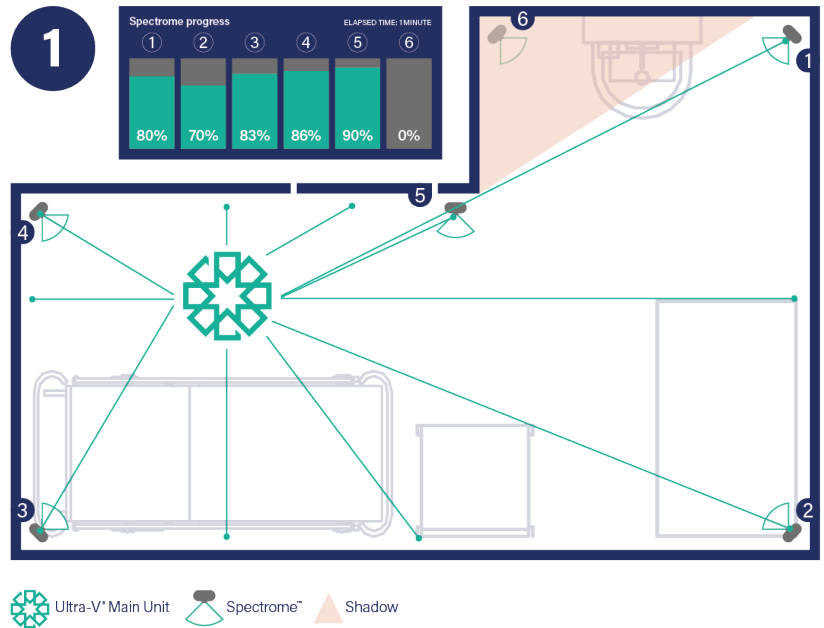 1
Spectrome progress
ELAPSED TIME: 1 MINUTE
1 2 3 4 5 6
80% 70% 83% 86% 90% 0%
6
1
5
4
3
2
Ultra-V® Main Unit
Spectrome™
Shadow